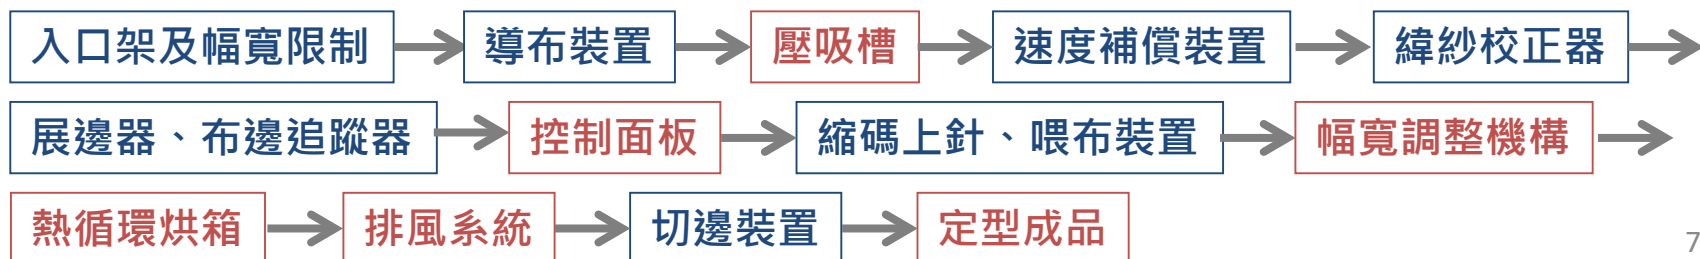 入口架及幅寬限制 導布裝置 壓吸槽 速度補償裝置 緯紗校正器
展邊器、布邊追蹤器 控制面板 縮碼上針、喂布裝置 幅寬調整機構
熱循環烘箱 排風系統 切邊裝置 定型成品
7